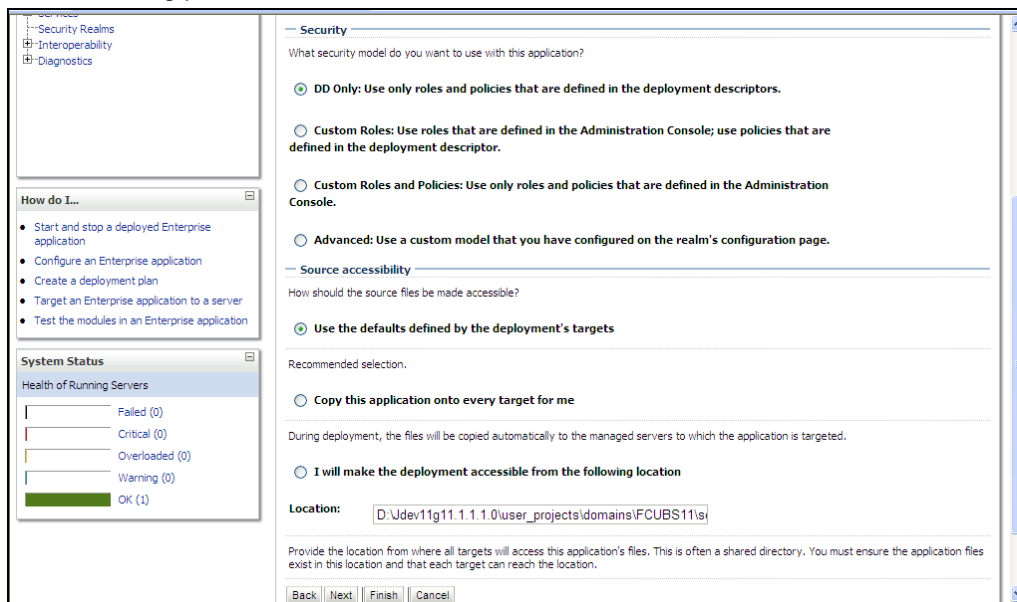 Services
Security Realms
Interoperability
Diagnostics
How do I...
Start and stop a deployed Enterprise
application
Configure an Enterprise application
Create a deployment plan
Target an Enterprise application to a server
Test the modules in an Enterprise application
System Status
Health of Running Servers
Failed (0)
Critical (0)
Overloaded (0)
Warning (0)
OK (1)
Security
What security model do you want to use with this application?
DD Only: Use only roles and policies that are defined in the deployment descriptors.
Custom Roles: Use roles that are defined in the Administration Console; use policies that are
defined in the deployment descriptor.
Custom Roles and Policies: Use only roles and policies that are defined in the Administration
Console.
Advanced: Use a custom model that you have configured on the realm's configuration page.
Source accessibility
How should the source files be made accessible?
Use the defaults defined by the deployment's targets
Recommended selection.
Copy this application onto every target for me
During deployment, the files will be copied automatically to the managed servers to which the application is targeted.
I will make the deployment accessible from the following location
Location: D:\Jdev11g11.1.1.1.0\user_projects\domains\FCUBS11\se
Provide the location from where all targets will access this application's files. This is often a shared directory. You must ensure the application files
exist in this location and that each target can reach the location.
Back Next Finish Cancel